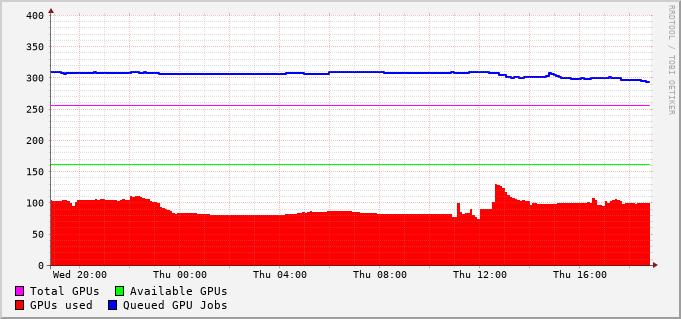 400
350
300
250
200
150
100
50
0
Wed 20:00 Thu 00:00 Thu 04:00 Thu 08:00 Thu 12:00 Thu 16:00
Total GPUs Available GPUs
GPUs used Queued GPU Jobs
RRDTOOL / TOBI OETIKER